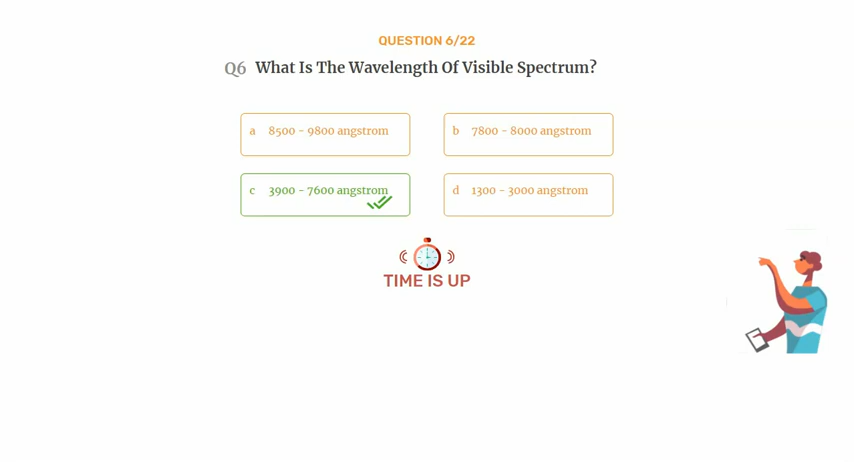 QUESTION 6/22
Q6 What Is The Wavelength Of Visible Spectrum?
a 8500 - 9800 angstrom
b 7800 - 8000 angstrom
c 3900 - 7600 angstrom
d 1300 - 3000 angstrom
TIME IS UP